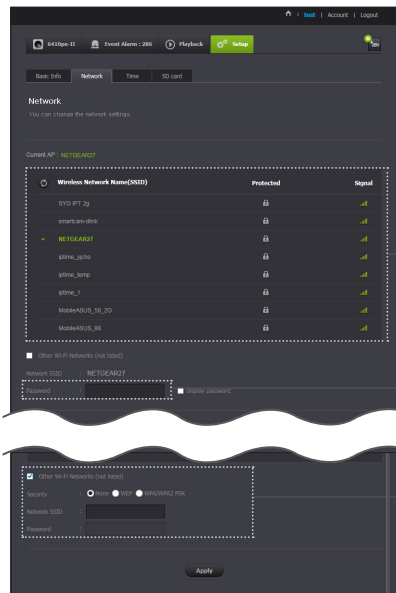 Inst | Account | Logout
6410pn-II Event Alarm : 286 Playback Setup
Basic Info Network Time SD card
Network
You can change the network settings.
Current AP : NETGEAR27
Wireless Network Name(SSID) Protected Signal
SYG IPT 2g
smartcam-dlink
NETGEAR27
iptime_yjcho
iptime_temp
iptime_1
MobileASUS_58_2G
MobileASUS_88
Other Wi-Fi Networks (not listed)
Network SSID : NETGEAR27
Password : Display password
Other Wi-Fi Networks (not listed)
Security : None WEP WPA/WPA2 PSK
Network SSID :
Password :
Apply